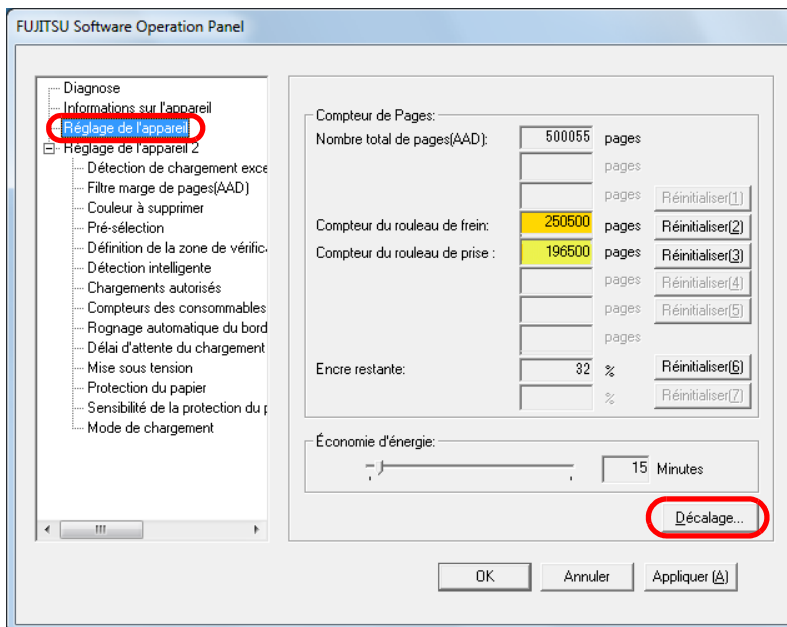 FUJITSU Software Operation Panel
Diagnose
Informations sur l'appareil
Réglage de l'appareil
Réglage de l'appareil 2
Détection de chargement exce
Filtre marge de pages(AAD)
Couleur à supprimer
Pré-sélection
Définition de la zone de vérific
Détection intelligente
Chargements autorisés
Compteurs des consommables
Rognage automatique du bord
Délai d'attente du chargement
Mise sous tension
Protection du papier
Sensibilité de la protection du p
Mode de chargement
Compteur de Pages:
Nombre total de pages(AAD): 500055 pages
pages
pages Réinitialiser(1)
Compteur du rouleau de frein: 250500 pages Réinitialiser(2)
Compteur du rouleau de prise : 196500 pages Réinitialiser(3)
pages Réinitialiser(4)
pages Réinitialiser(5)
pages
Encre restante: 32 % Réinitialiser(6)
% Réinitialiser(7)
Économie d'énergie:
15 Minutes
Décalage...
OK Annuler Appliquer (A)